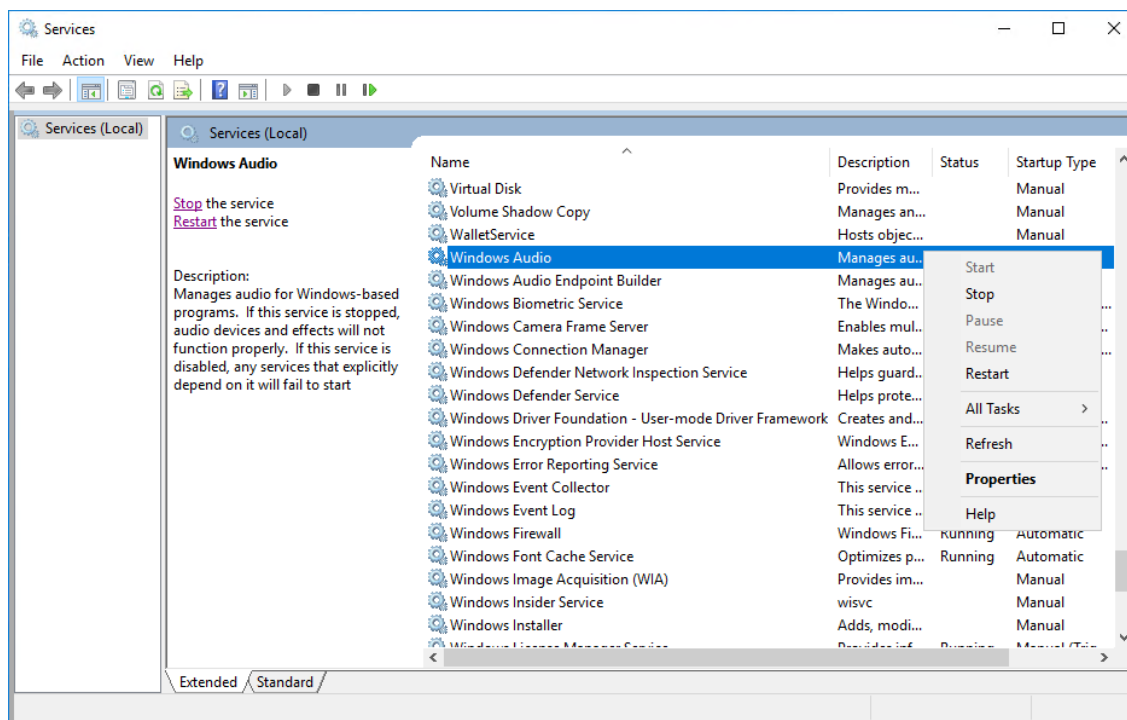 Services
File Action View Help
Services (Local)
Services (Local)
Windows Audio
Stop the service
Restart the service
Description:
Manages audio for Windows-based
programs. If this service is stopped,
audio devices and effects will not
function properly. If this service is
disabled, any services that explicitly
depend on it will fail to start
Name Description Status Startup Type
Virtual Disk Provides m... Manual
Volume Shadow Copy Manages an... Manual
WalletService Hosts objec... Manual
Windows Audio Manages au..
Windows Audio Endpoint Builder Manages au..
Windows Biometric Service The Windo...
Windows Camera Frame Server Enables mul..
Windows Connection Manager Makes auto...
Windows Defender Network Inspection Service Helps guard..
Windows Defender Service Helps prote...
Windows Driver Foundation - User-mode Driver Framework Creates and...
Windows Encryption Provider Host Service Windows E...
Windows Error Reporting Service Allows error...
Windows Event Collector This service ..
Windows Event Log This service ..
Windows Firewall Windows Fi... Running Automatic
Windows Font Cache Service Optimizes p... Running Automatic
Windows Image Acquisition (WIA) Provides im... Manual
Windows Insider Service wisvc Manual
Windows Installer Adds, modi... Manual
Windows License Manager Service Provides inf... Running Manual (Trig...
Start
Stop
Pause
Resume
Restart
All Tasks
Refresh
Properties
Help
Extended Standard